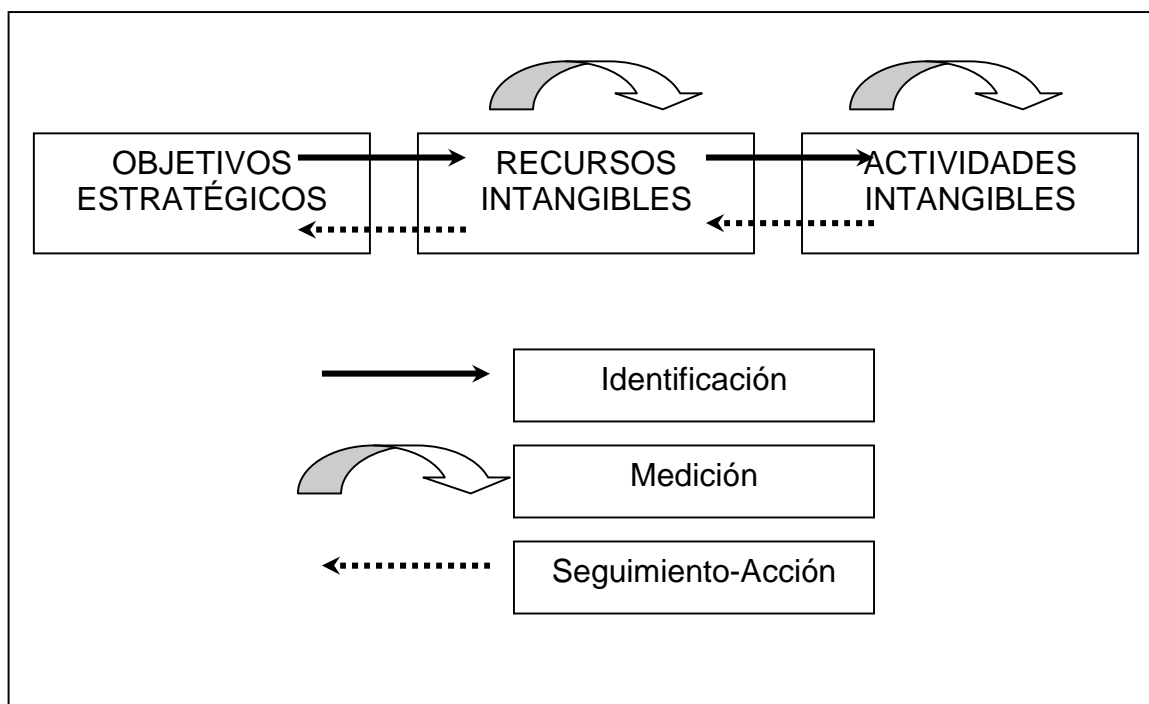 OBJETIVOS
ESTRATÉGICOS
RECURSOS
INTANGIBLES
ACTIVIDADES
INTANGIBLES
Identificación
Medición
Seguimiento-Acción